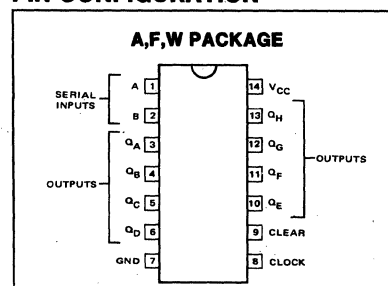 PIN CONFIGURATION
A,F,W PACKAGE
SERIAL INPUTS
A 1
B 2
OUTPUTS
QA 3
QB 4
QC 5
QD 6
GND 7
14 VCC
13 QH
12 QG
11 QF
10 QE
OUTPUTS
9 CLEAR
8 CLOCK